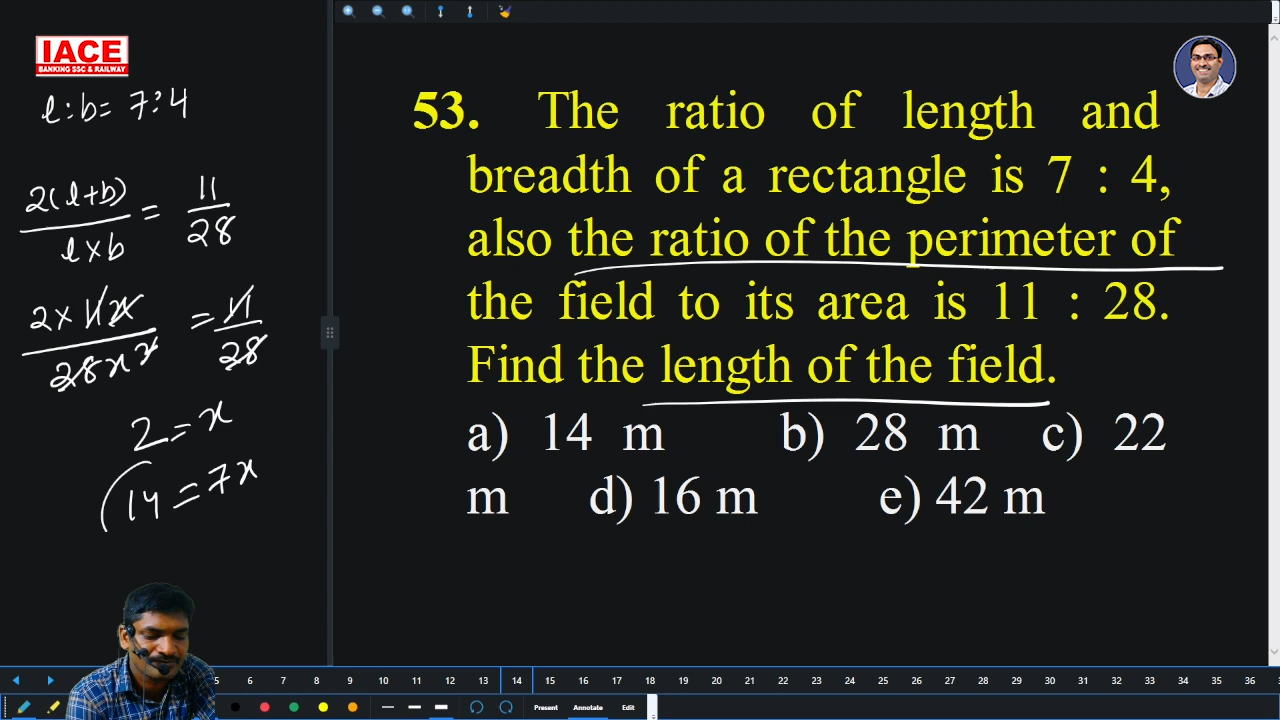 IACE
BANKING SSC & RAILWAY
l : b = 7 : 4
2(l+b) / l×b = 11 / 28
2 × 11x / 28x² = 11 / 28
2 = x
14 = 7x
53. The ratio of length and
breadth of a rectangle is 7 : 4,
also the ratio of the perimeter of
the field to its area is 11 : 28.
Find the length of the field.
a) 14 m b) 28 m c) 22
m d) 16 m e) 42 m
5 6 7 8 9 10 11 12 13 14 15 16 17 18 19 20 21 22 23 24 25 26 27 28 29 30 31 32 33 34 35 36
Present Annotate Edit